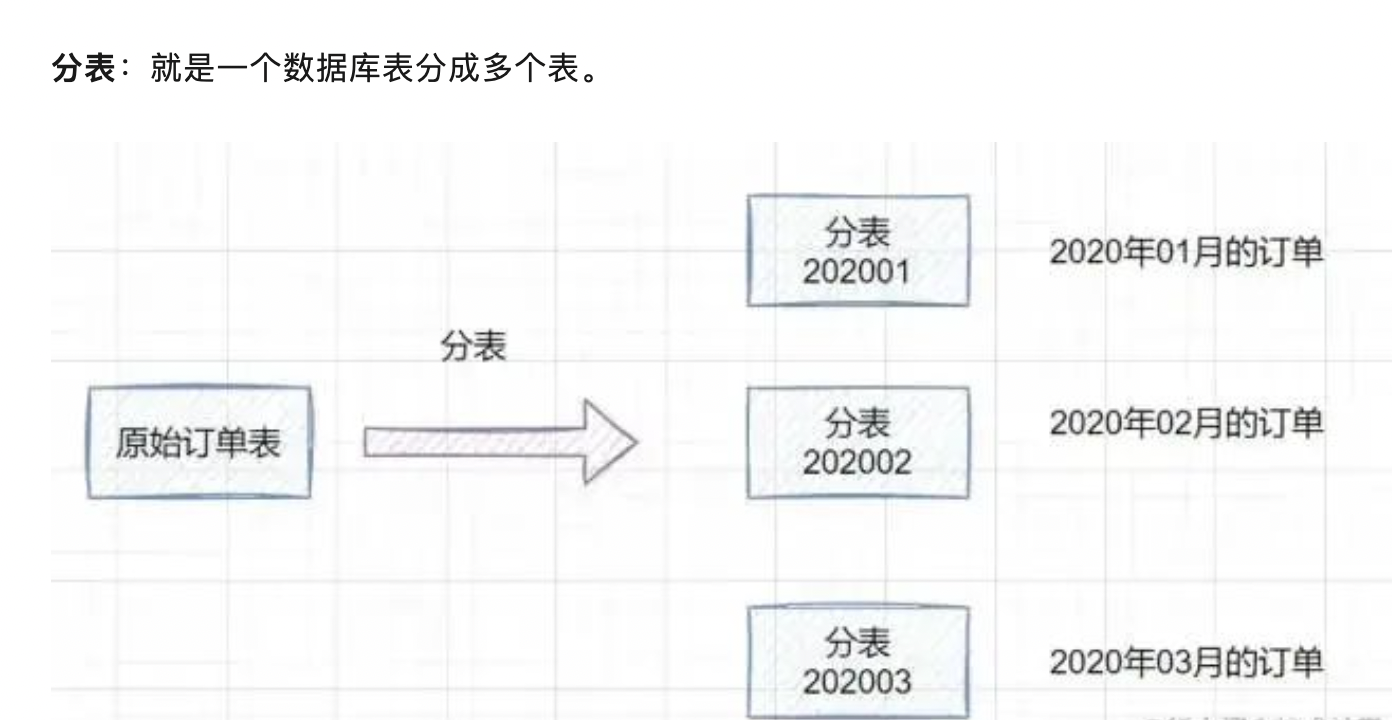 分表：就是一个数据库表分成多个表。
分表
202001
2020年01月的订单
分表
原始订单表
分表
202002
2020年02月的订单
分表
202003
2020年03月的订单